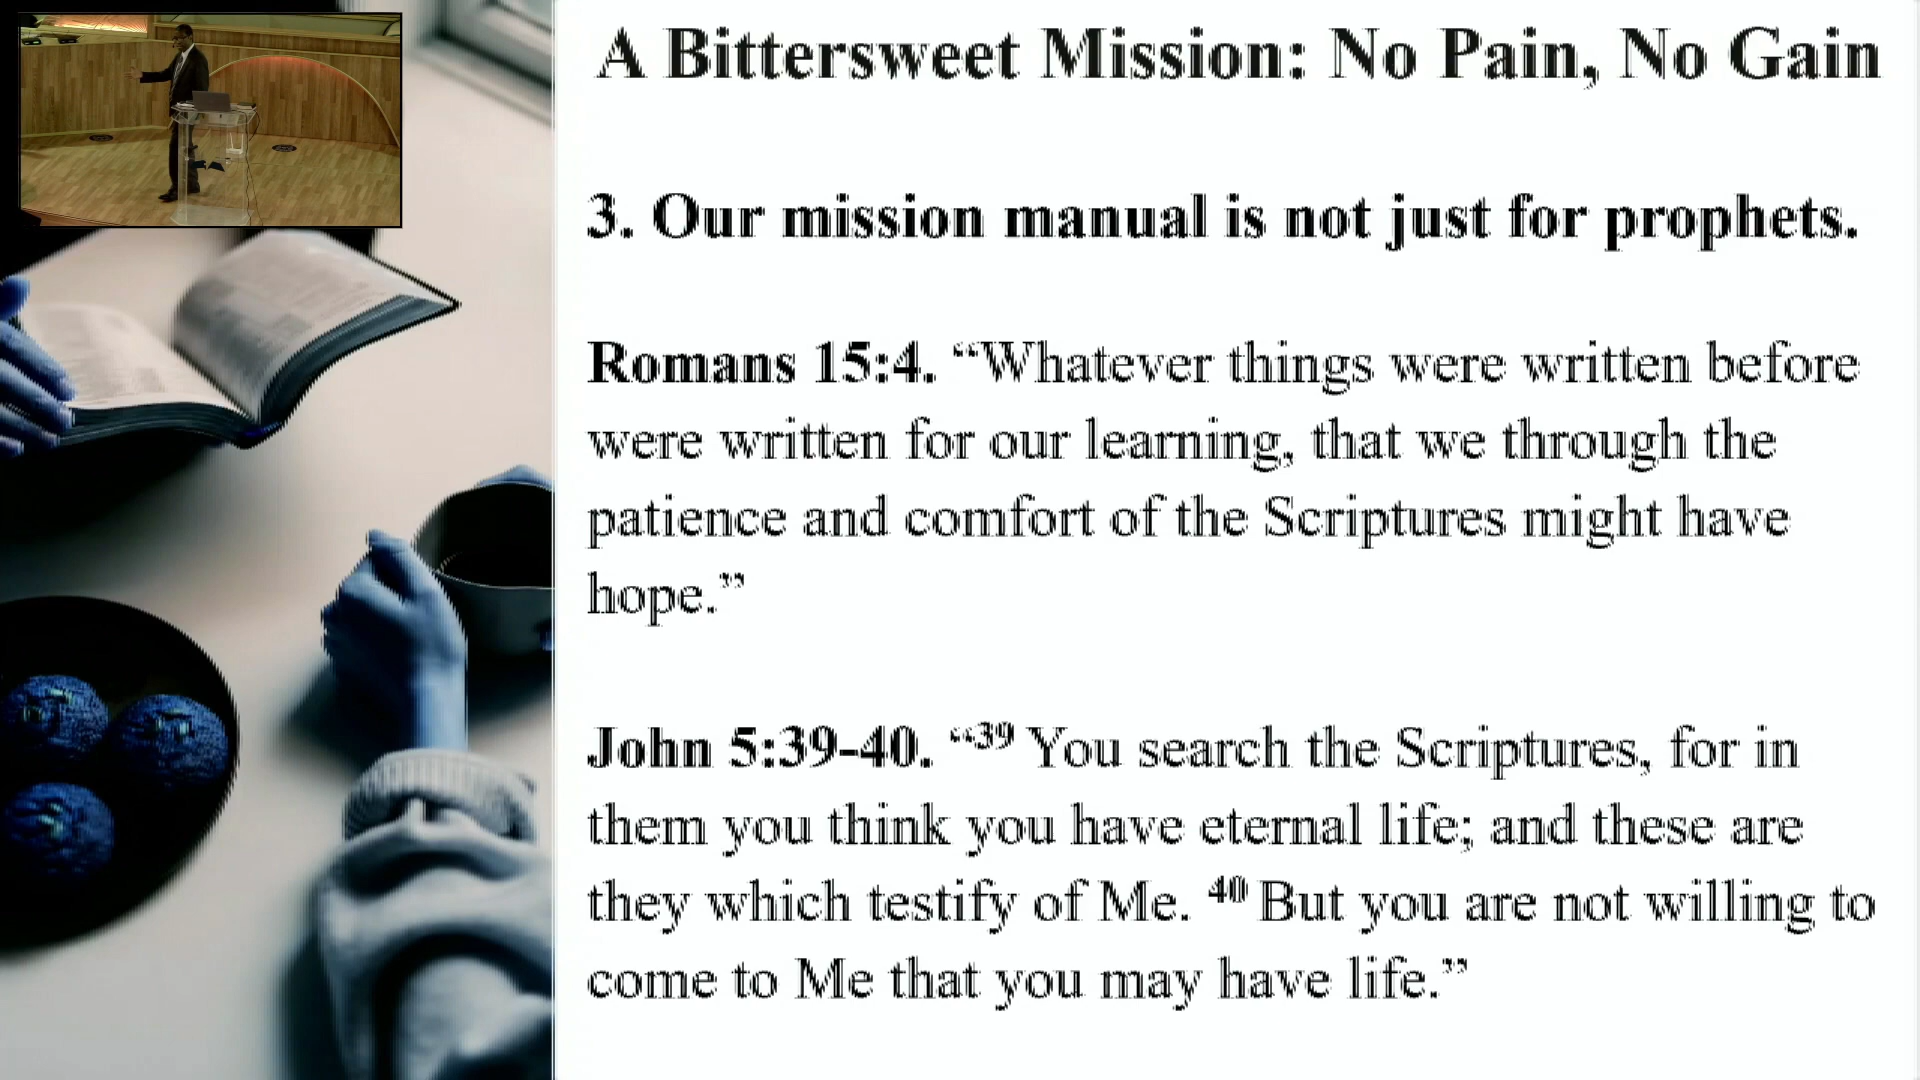 A Bittersweet Mission: No Pain, No Gain
3. Our mission manual is not just for prophets.
Romans 15:4. “Whatever things were written before
were written for our learning, that we through the
patience and comfort of the Scriptures might have
hope.”
John 5:39-40. “39 You search the Scriptures, for in
them you think you have eternal life; and these are
they which testify of Me. 40 But you are not willing to
come to Me that you may have life.”